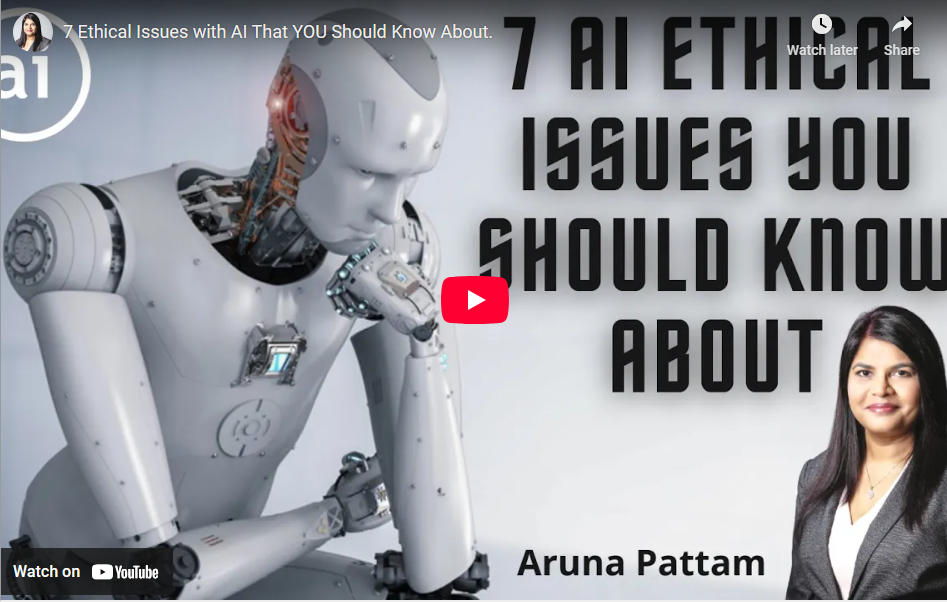 7 Ethical Issues with AI That YOU Should Know About.
Watch later
Share
ai
7 AI ETHICAL
ISSUES YOU
SHOULD KNOW
ABOUT
Aruna Pattam
Watch on YouTube